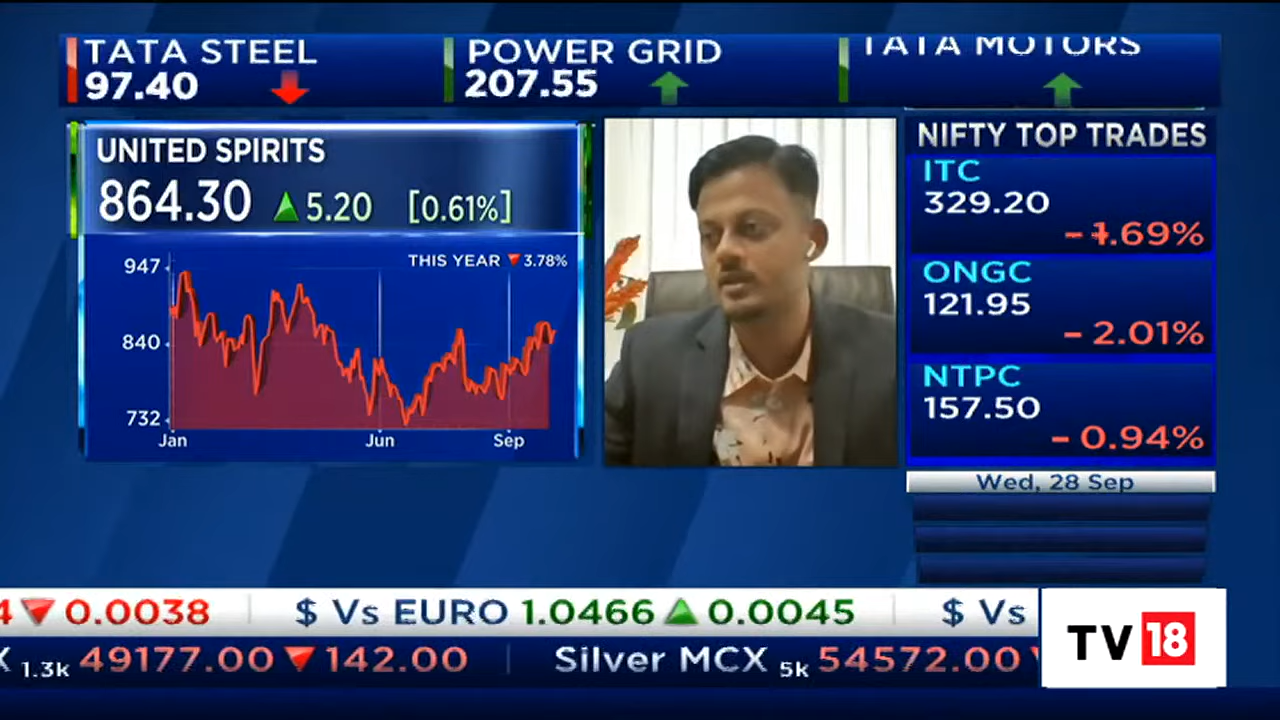 TATA STEEL
97.40
POWER GRID
207.55
TATA MOTORS
UNITED SPIRITS
864.30 ▲ 5.20 [0.61%]
THIS YEAR ▼ 3.78%
947
840
732
Jan Jun Sep
NIFTY TOP TRADES
ITC
329.20
- 1.69%
ONGC
121.95
- 2.01%
NTPC
157.50
- 0.94%
Wed, 28 Sep
4 ▼ 0.0038 $ Vs EURO 1.0466 ▲ 0.0045 $ Vs
X 1.3k 49177.00 ▼ 142.00 Silver MCX 5k 54572.00
TV18